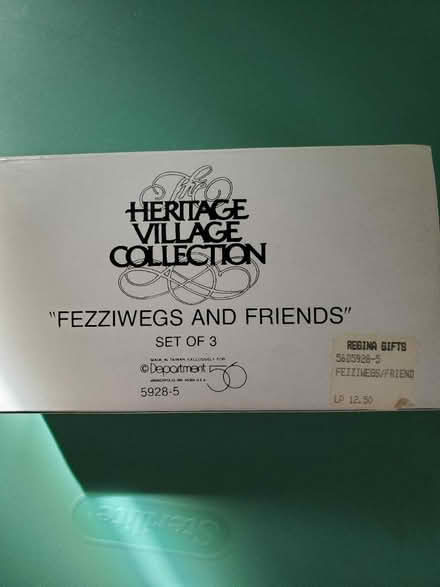 The
HERITAGE
VILLAGE
COLLECTION
"FEZZIWEGS AND FRIENDS"
SET OF 3
MADE IN TAIWAN, EXCLUSIVELY FOR
© Department 56
5928-5
REGINA GIFTS
5605928-5
FEZZIWEGS/FRIEND
LP 12.50
Sterilite